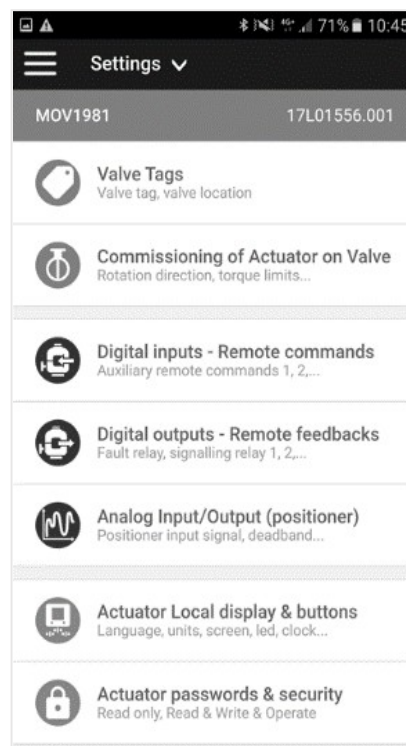 71% 10:45
Settings
MOV1981 17L01556.001
Valve Tags
Valve tag, valve location
Commissioning of Actuator on Valve
Rotation direction, torque limits...
Digital inputs - Remote commands
Auxiliary remote commands 1, 2,...
Digital outputs - Remote feedbacks
Fault relay, signalling relay 1, 2,...
Analog Input/Output (positioner)
Positioner input signal, deadband...
Actuator Local display & buttons
Language, units, screen, led, clock...
Actuator passwords & security
Read only, Read & Write & Operate